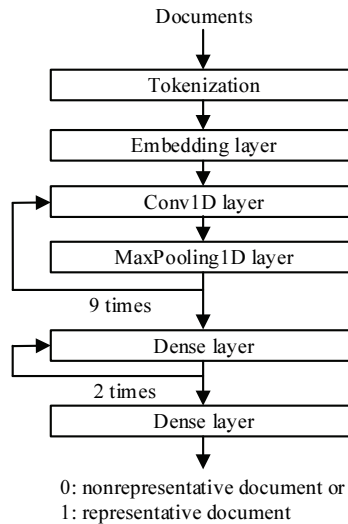 Documents
Tokenization
Embedding layer
Conv1D layer
MaxPooling1D layer
9 times
Dense layer
2 times
Dense layer
0: nonrepresentative document or
1: representative document